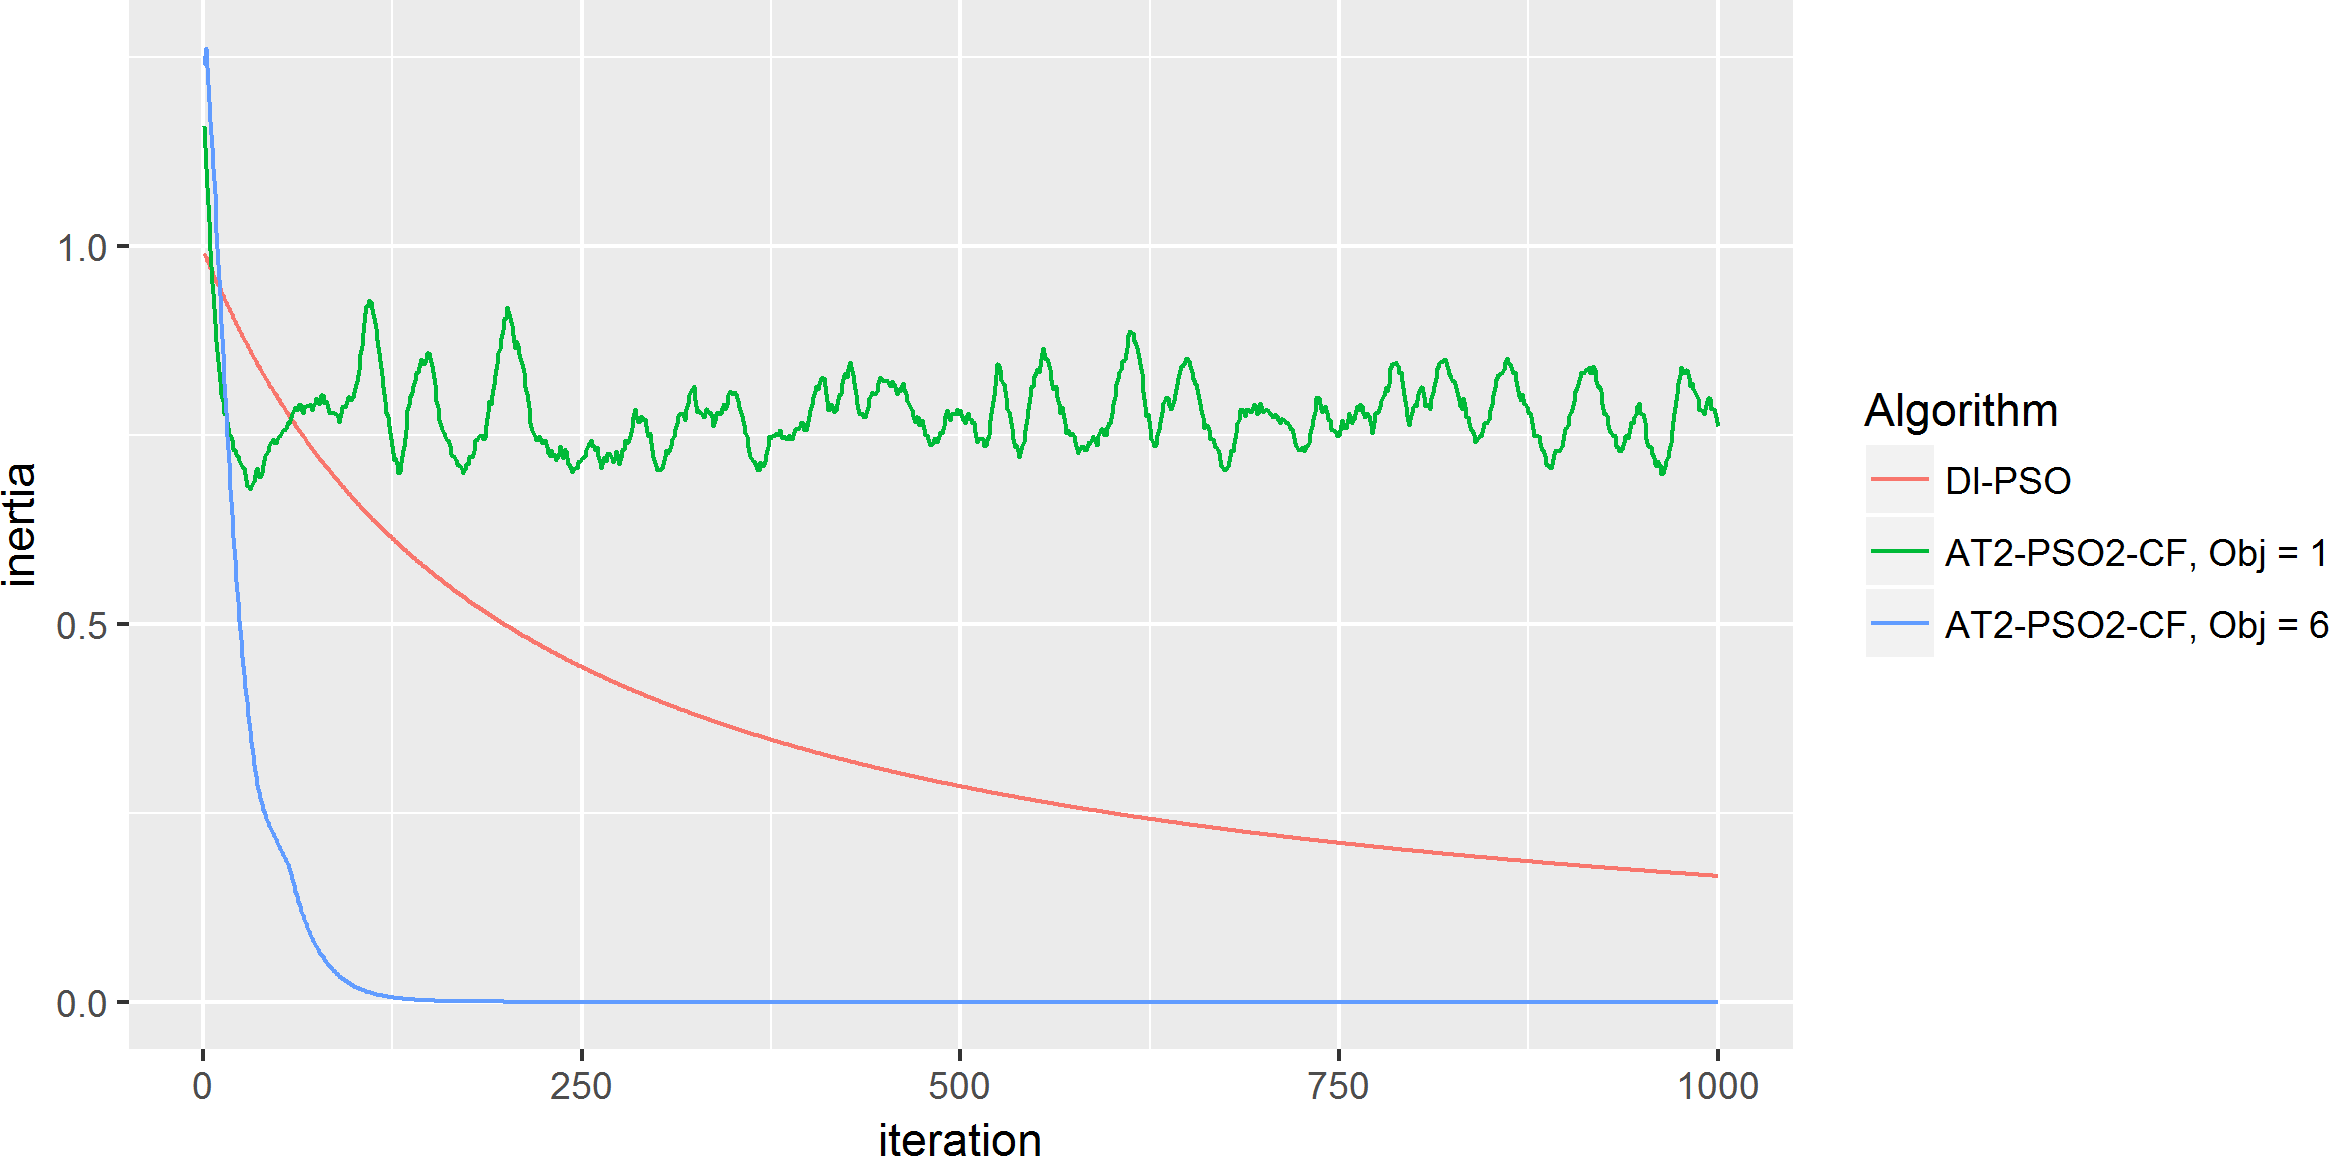 1.0
0.5
0.0
inertia
0
250
500
750
1000
iteration
Algorithm
DI-PSO
AT2-PSO2-CF, Obj = 1
AT2-PSO2-CF, Obj = 6